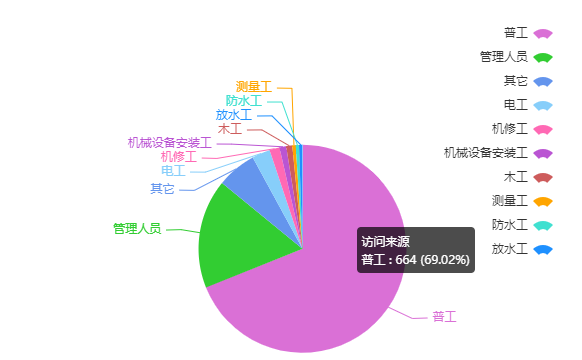 测量工
防水工
放水工
木工
机械设备安装工
机修工
电工
其它
管理人员
普工
访问来源
普工 : 664 (69.02%)
普工
管理人员
其它
电工
机修工
机械设备安装工
木工
测量工
防水工
放水工